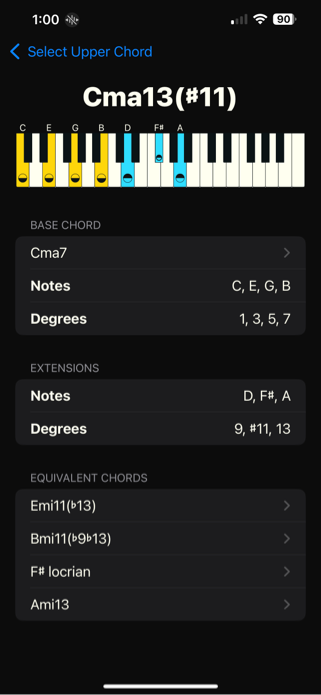 1:00 90
Select Upper Chord
Cma13(#11)
C E G B D F# A
BASE CHORD
Cma7
Notes C, E, G, B
Degrees 1, 3, 5, 7
EXTENSIONS
Notes D, F#, A
Degrees 9, #11, 13
EQUIVALENT CHORDS
Emi11(♭13)
Bmi11(♭9♭13)
F# locrian
Ami13